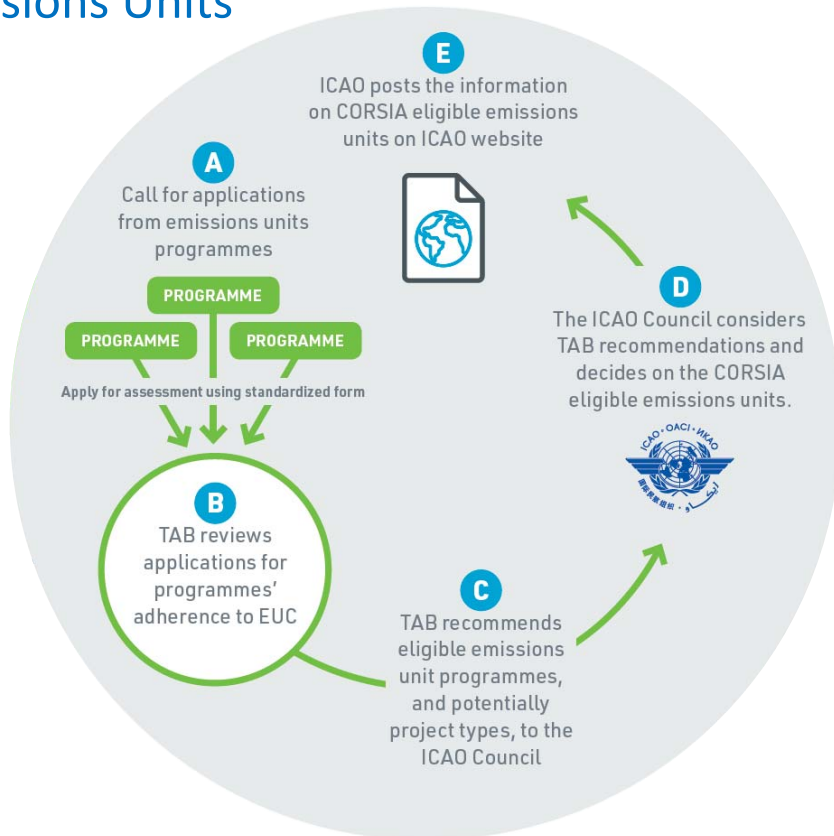 sions Units
A
Call for applications
from emissions units
programmes
PROGRAMME
PROGRAMME
PROGRAMME
Apply for assessment using standardized form
B
TAB reviews
applications for
programmes’
adherence to EUC
C
TAB recommends
eligible emissions
unit programmes,
and potentially
project types, to the
ICAO Council
D
The ICAO Council considers
TAB recommendations and
decides on the CORSIA
eligible emissions units.
ICAO · OACI · ИКАО
E
ICAO posts the information
on CORSIA eligible emissions
units on ICAO website